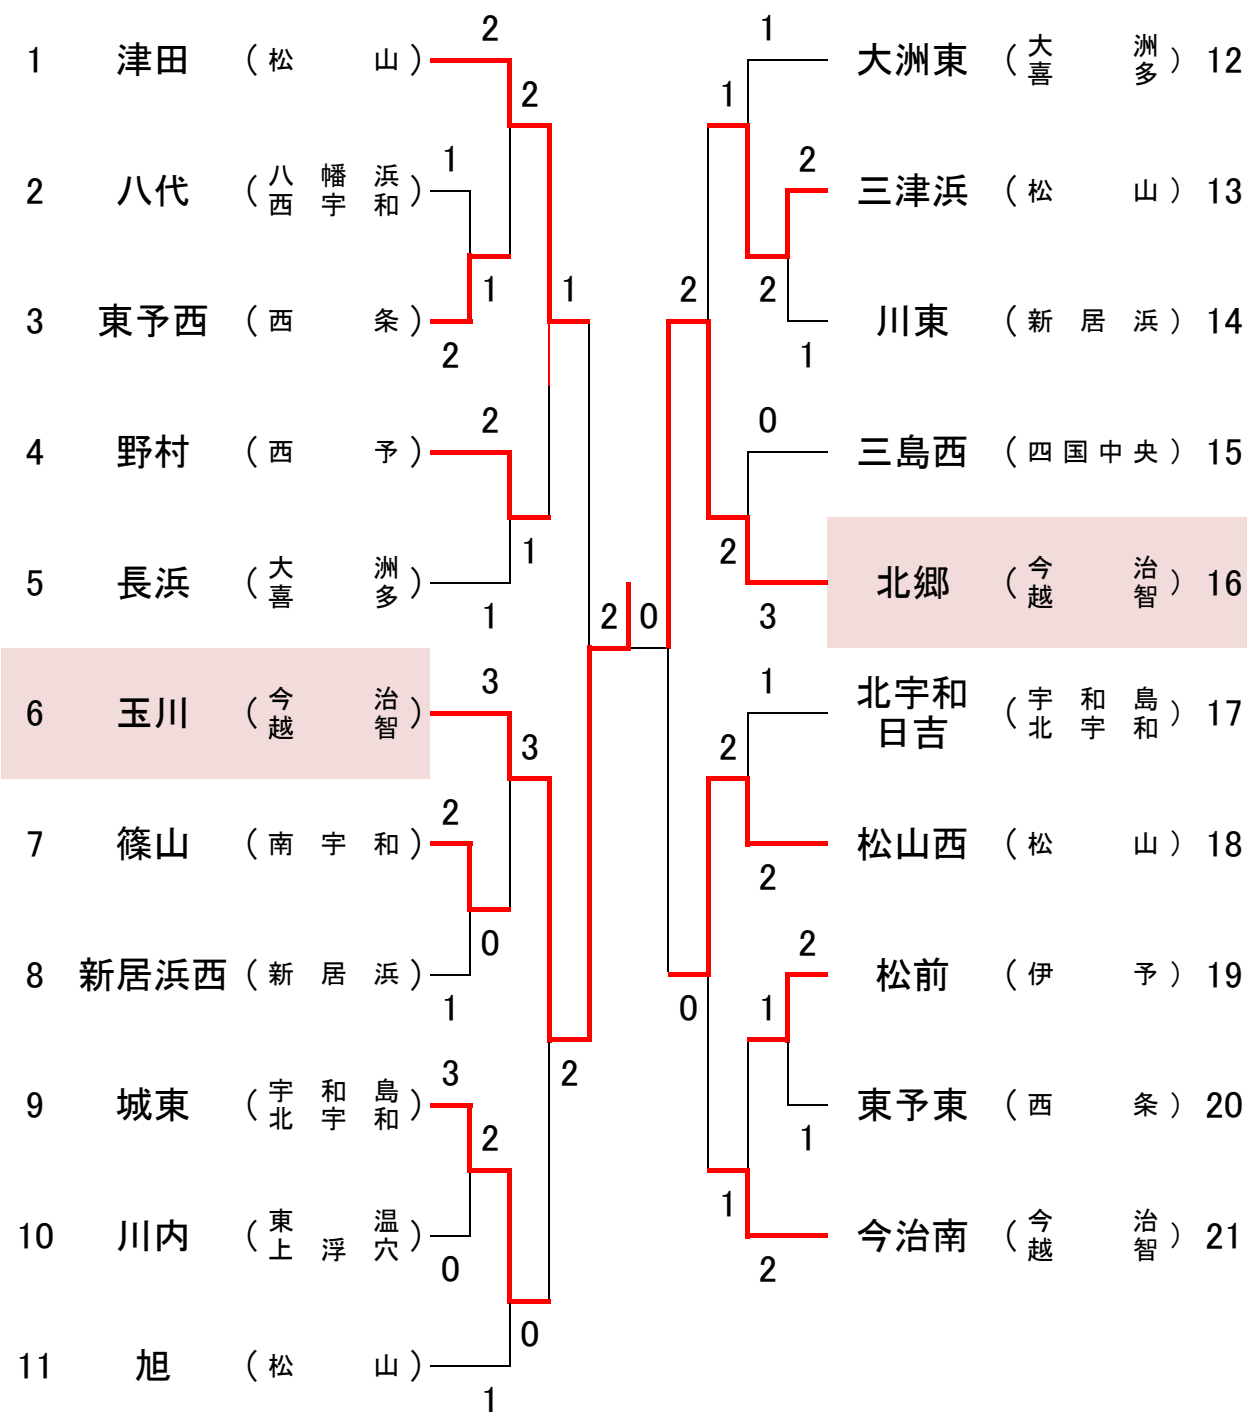 2
1 津田 (松山)
2
1
2 八代 (八幡浜
西宇和)
1
3 東予西 (西条)
2
1
2
4 野村 (西予)
1
5 長浜 (大洲
喜多)
1
3
6 玉川 (今治
越智)
3
2
7 篠山 (南宇和)
0
8 新居浜西 (新居浜)
1
3
2
9 城東 (宇和島
北宇和)
2
10 川内 (東温
上浮穴)
0
0
11 旭 (松山)
1
2 0
1
大洲東 (大洲
喜多) 12
1
2
三津浜 (松山) 13
2
2
川東 (新居浜) 14
1
0
三島西 (四国中央) 15
2
北郷 (今治
越智) 16
3
1
北宇和
日吉 (宇和島
北宇和) 17
2
松山西 (松山) 18
2
2
松前 (伊予) 19
0
1
東予東 (西条) 20
1
1
今治南 (今治
越智) 21
2